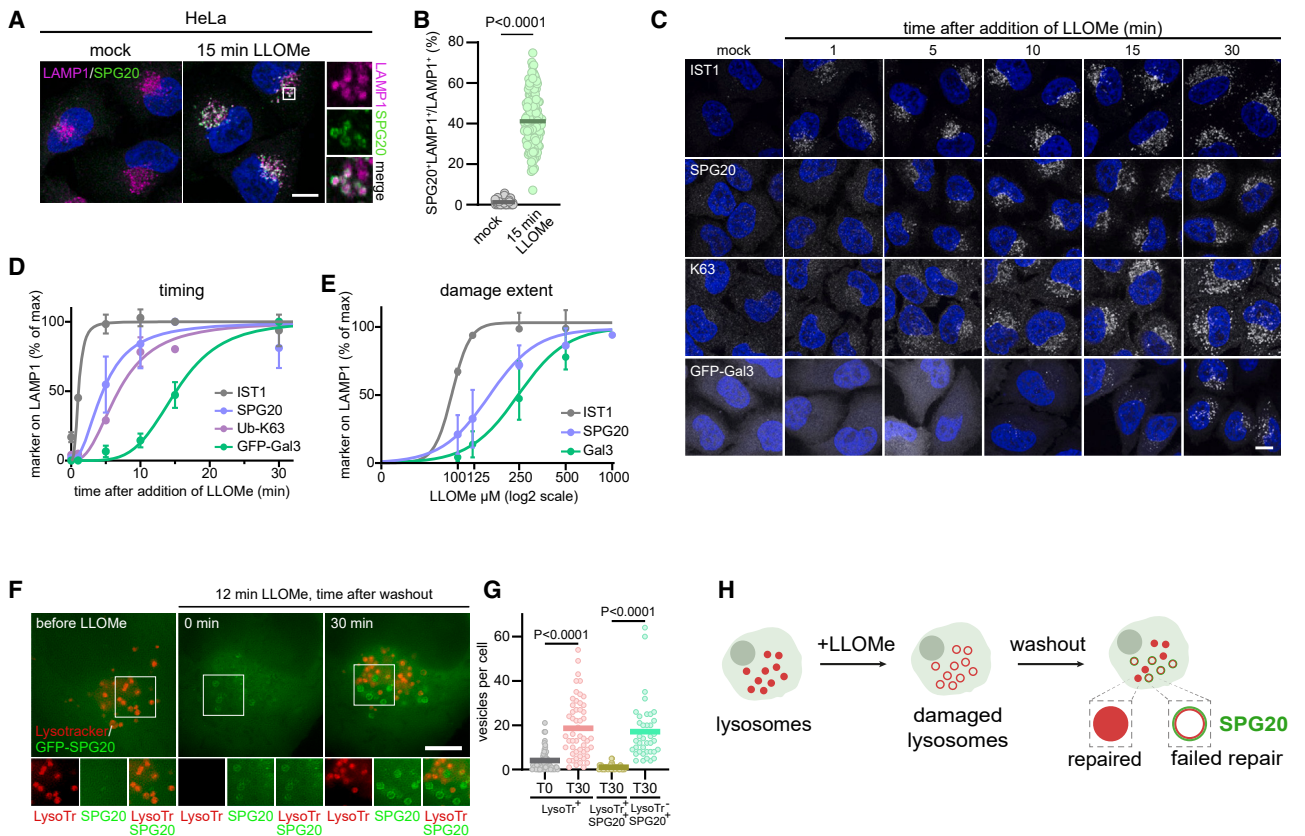 A
HeLa
mock
15 min LLOMe
LAMP1/SPG20
LAMP1
SPG20
merge
B
P<0.0001
SPG20⁺LAMP1⁺/LAMP1⁺ (%)
80
60
40
20
0
mock
15 min
LLOMe
C
time after addition of LLOMe (min)
mock 1 5 10 15 30
IST1
SPG20
K63
GFP-Gal3
D
timing
marker on LAMP1 (% of max)
100
50
0
IST1
SPG20
Ub-K63
GFP-Gal3
0 10 20 30
time after addition of LLOMe (min)
E
damage extent
marker on LAMP1 (% of max)
100
50
0
IST1
SPG20
Gal3
0 100 125 250 500 1000
LLOMe µM (log2 scale)
F
12 min LLOMe, time after washout
before LLOMe
0 min
30 min
Lysotracker/
GFP-SPG20
LysoTr SPG20 LysoTr
SPG20
LysoTr SPG20 LysoTr
SPG20
LysoTr SPG20 LysoTr
SPG20
G
vesicles per cell
60
40
20
0
P<0.0001
P<0.0001
T0 T30 T30 T30
LysoTr⁺
LysoTr⁺
SPG20⁺
LysoTr⁻
SPG20⁺
H
+LLOMe
washout
lysosomes
damaged
lysosomes
SPG20
repaired
failed repair